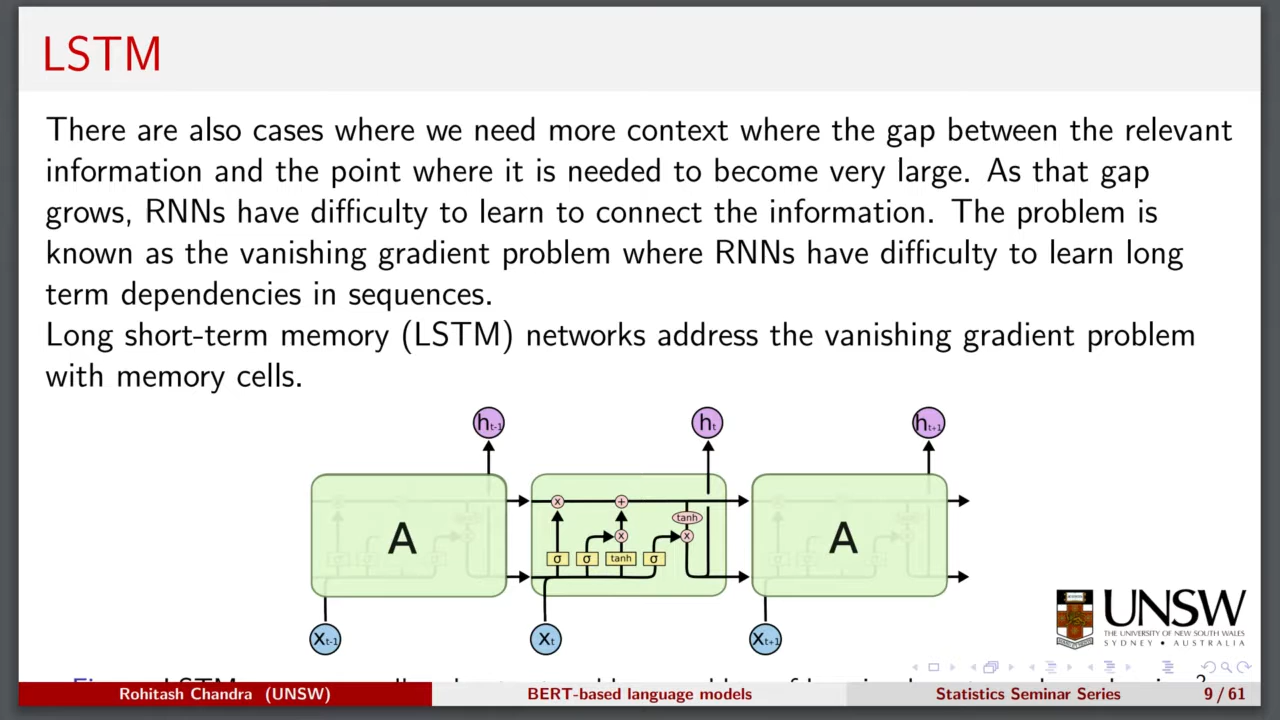 LSTM
There are also cases where we need more context where the gap between the relevant
information and the point where it is needed to become very large. As that gap
grows, RNNs have difficulty to learn to connect the information. The problem is
known as the vanishing gradient problem where RNNs have difficulty to learn long
term dependencies in sequences.
Long short-term memory (LSTM) networks address the vanishing gradient problem
with memory cells.
ht-1 ht ht+1
x + tanh
A x x A
σ σ tanh σ
Xt-1 Xt Xt+1
UNSW
THE UNIVERSITY OF NEW SOUTH WALES
SYDNEY • AUSTRALIA
Rohitash Chandra (UNSW) BERT-based language models Statistics Seminar Series 9 / 61